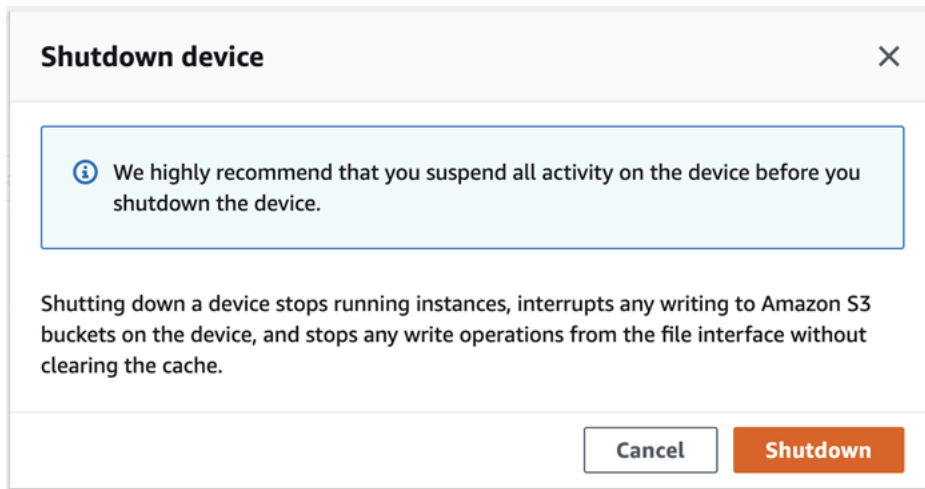 Shutdown device
We highly recommend that you suspend all activity on the device before you
shutdown the device.
Shutting down a device stops running instances, interrupts any writing to Amazon S3
buckets on the device, and stops any write operations from the file interface without
clearing the cache.
Cancel
Shutdown